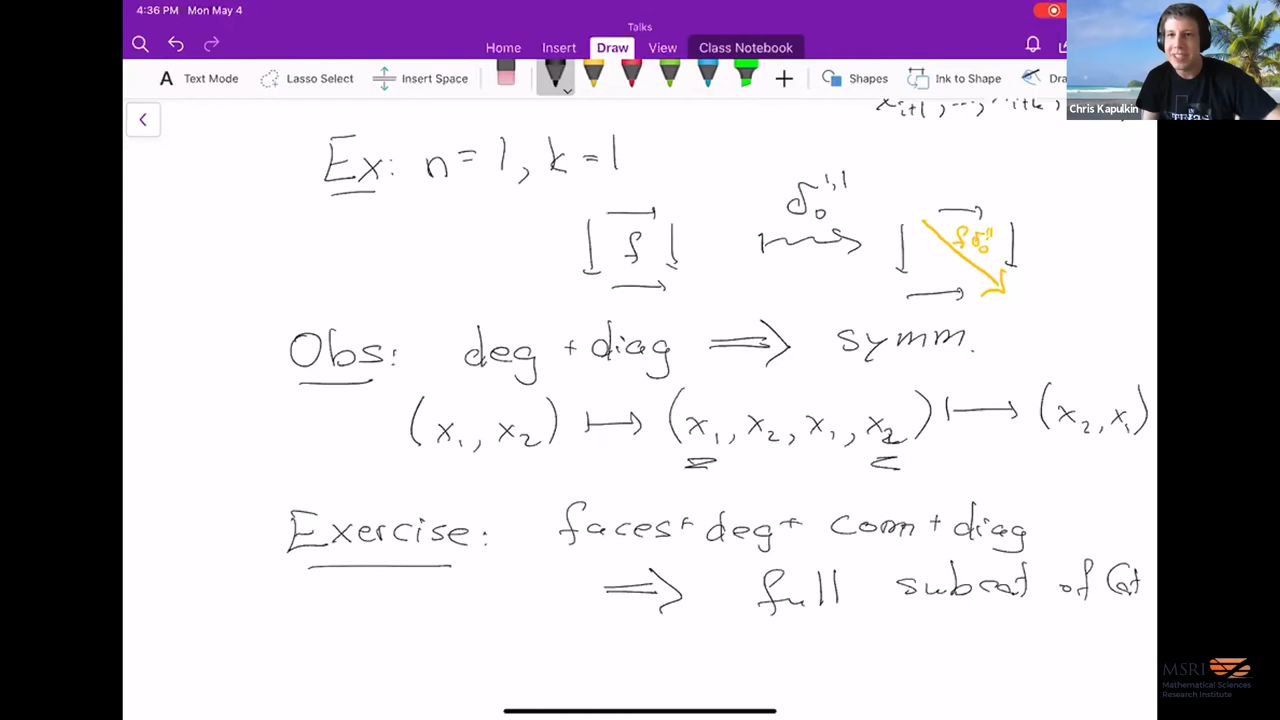 4:36 PM Mon May 4
Talks
Home Insert Draw View Class Notebook
Text Mode Lasso Select Insert Space Shapes Ink to Shape
Chris Kapulkin
Ex: n = 1, k = 1
δ₀^{1,1}
f
fδ₀^{1,1}
Obs: deg + diag ⟹ symm.
(x₁, x₂) ↦ (x₁, x₂, x₁, x₂) ↦ (x₂, x₁)
Exercise: faces + deg + conn + diag
⟹ full subcat of Cat
MSRI
Mathematical Sciences
Research Institute